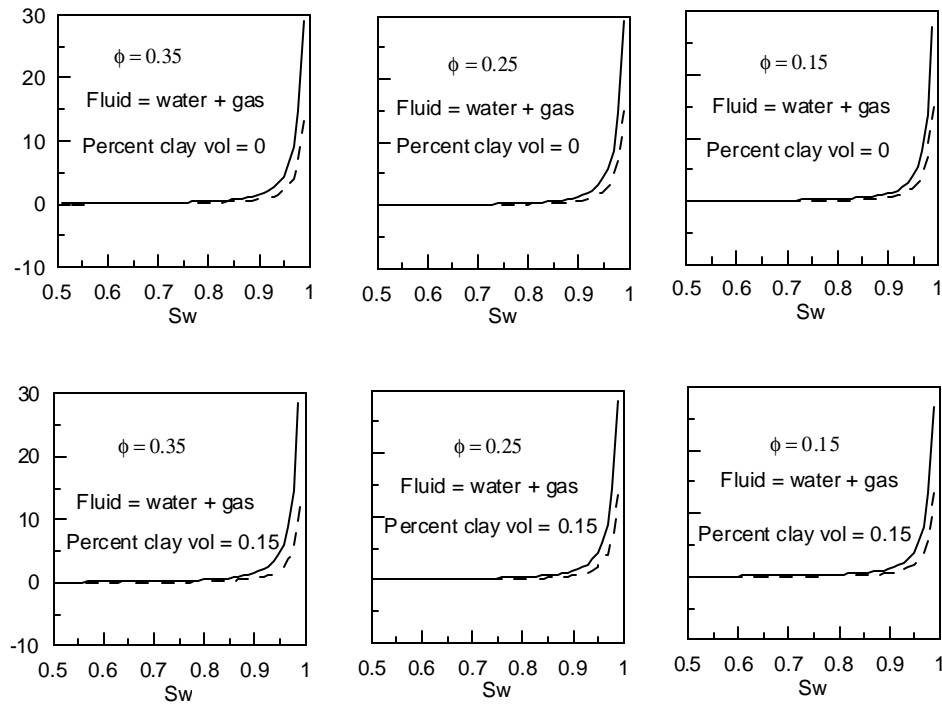 30
20
10
0
-10
ϕ = 0.35
Fluid = water + gas
Percent clay vol = 0
0.5 0.6 0.7 0.8 0.9 1
Sw
ϕ = 0.25
Fluid = water + gas
Percent clay vol = 0
0.5 0.6 0.7 0.8 0.9 1
Sw
ϕ = 0.15
Fluid = water + gas
Percent clay vol = 0
0.5 0.6 0.7 0.8 0.9 1
Sw
30
20
10
0
-10
ϕ = 0.35
Fluid = water + gas
Percent clay vol = 0.15
0.5 0.6 0.7 0.8 0.9 1
Sw
ϕ = 0.25
Fluid = water + gas
Percent clay vol = 0.15
0.5 0.6 0.7 0.8 0.9 1
Sw
ϕ = 0.15
Fluid = water + gas
Percent clay vol = 0.15
0.5 0.6 0.7 0.8 0.9 1
Sw